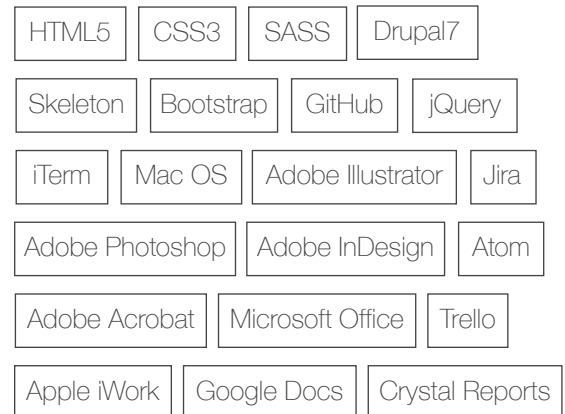 HTML5 CSS3 SASS Drupal7
Skeleton Bootstrap GitHub jQuery
iTerm Mac OS Adobe Illustrator Jira
Adobe Photoshop Adobe InDesign Atom
Adobe Acrobat Microsoft Office Trello
Apple iWork Google Docs Crystal Reports